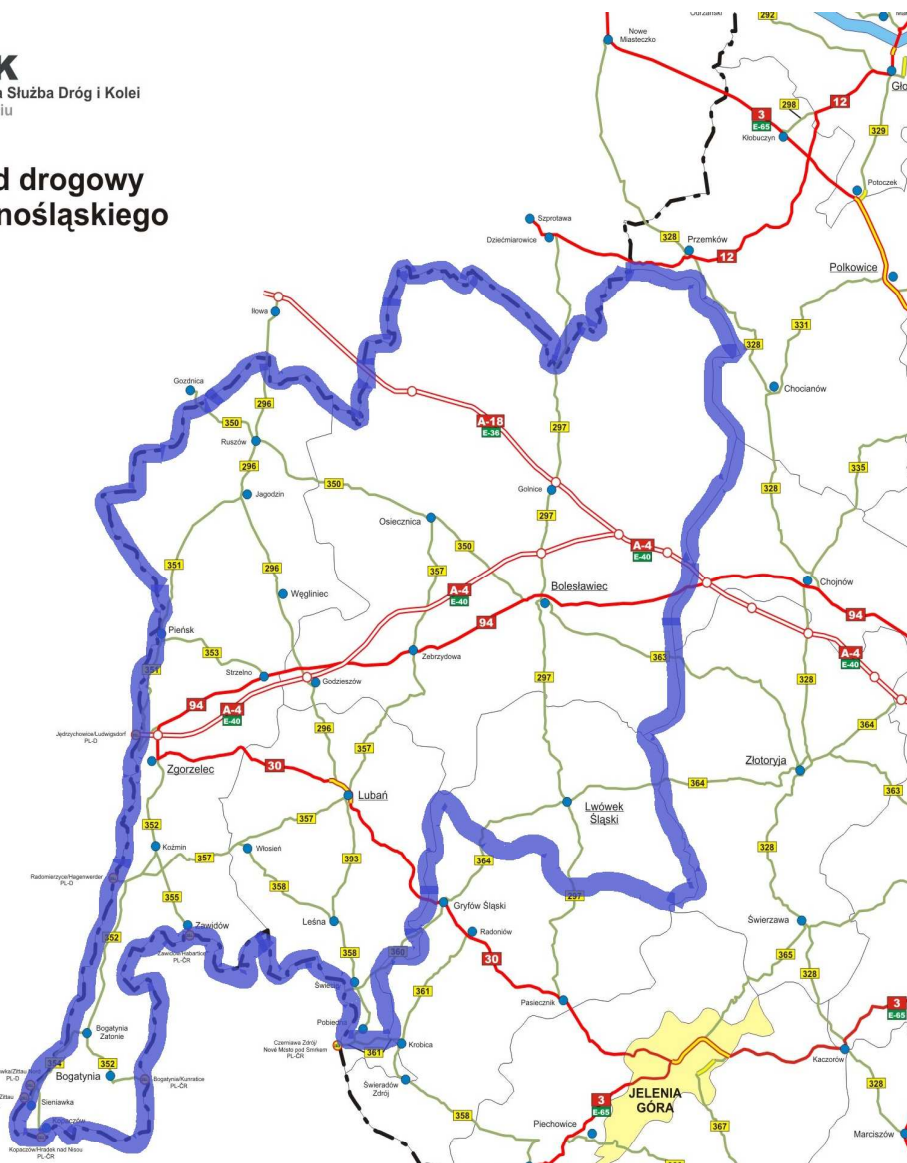 K
a Służba Dróg i Kolei
iu
d drogowy
nośląskiego
292
Nowe
Miasteczko
298
12
3
E-65
Kłobuczyn
Gło
329
Potoczek
Szprotawa
Dziećmiarowice
328
Przemków
12
Polkowice
Iłowa
331
328
Chocianów
Gozdnica
296
350
A-18
E-36
297
Ruszów
296
335
350
Jagodzin
Golnice
328
Osiecznica
297
350
A-4
E-40
351
357
296
Węgliniec
A-4
E-40
Bolesławiec
Chojnów
94
94
Pieńsk
353
Zebrzydowa
363
A-4
E-40
351
Strzelno
Godzieszów
297
328
94
A-4
E-40
296
364
Jędrzychowice/Ludwigsdorf
PL-D
357
Zgorzelec
30
Złotoryja
364
363
Lubań
Lwówek
Śląski
352
357
Koźmin
357
Włosień
393
364
328
Radomierzyce/Hagenwerder
PL-D
358
355
297
Gryfów Śląski
Leśna
Świerzawa
Zawidów
352
Radoniów
360
358
365
30
328
361
Pasiecznik
3
E-65
Bogatynia
Zatonie
Czerniawa Zdrój/
Nové Město pod Smrkem
PL-ČR
361
Krobica
Kaczorów
354
352
Bogatynia
Bogatynia/Kunratice
PL-ČR
Świeradów
Zdrój
328
PL-D
Zittau
Sieniawka
JELENIA
GÓRA
3
E-65
358
Piechowice
367
Marciszów
Kopaczów
Kopaczów/Hrádek nad Nisou
PL-ČR